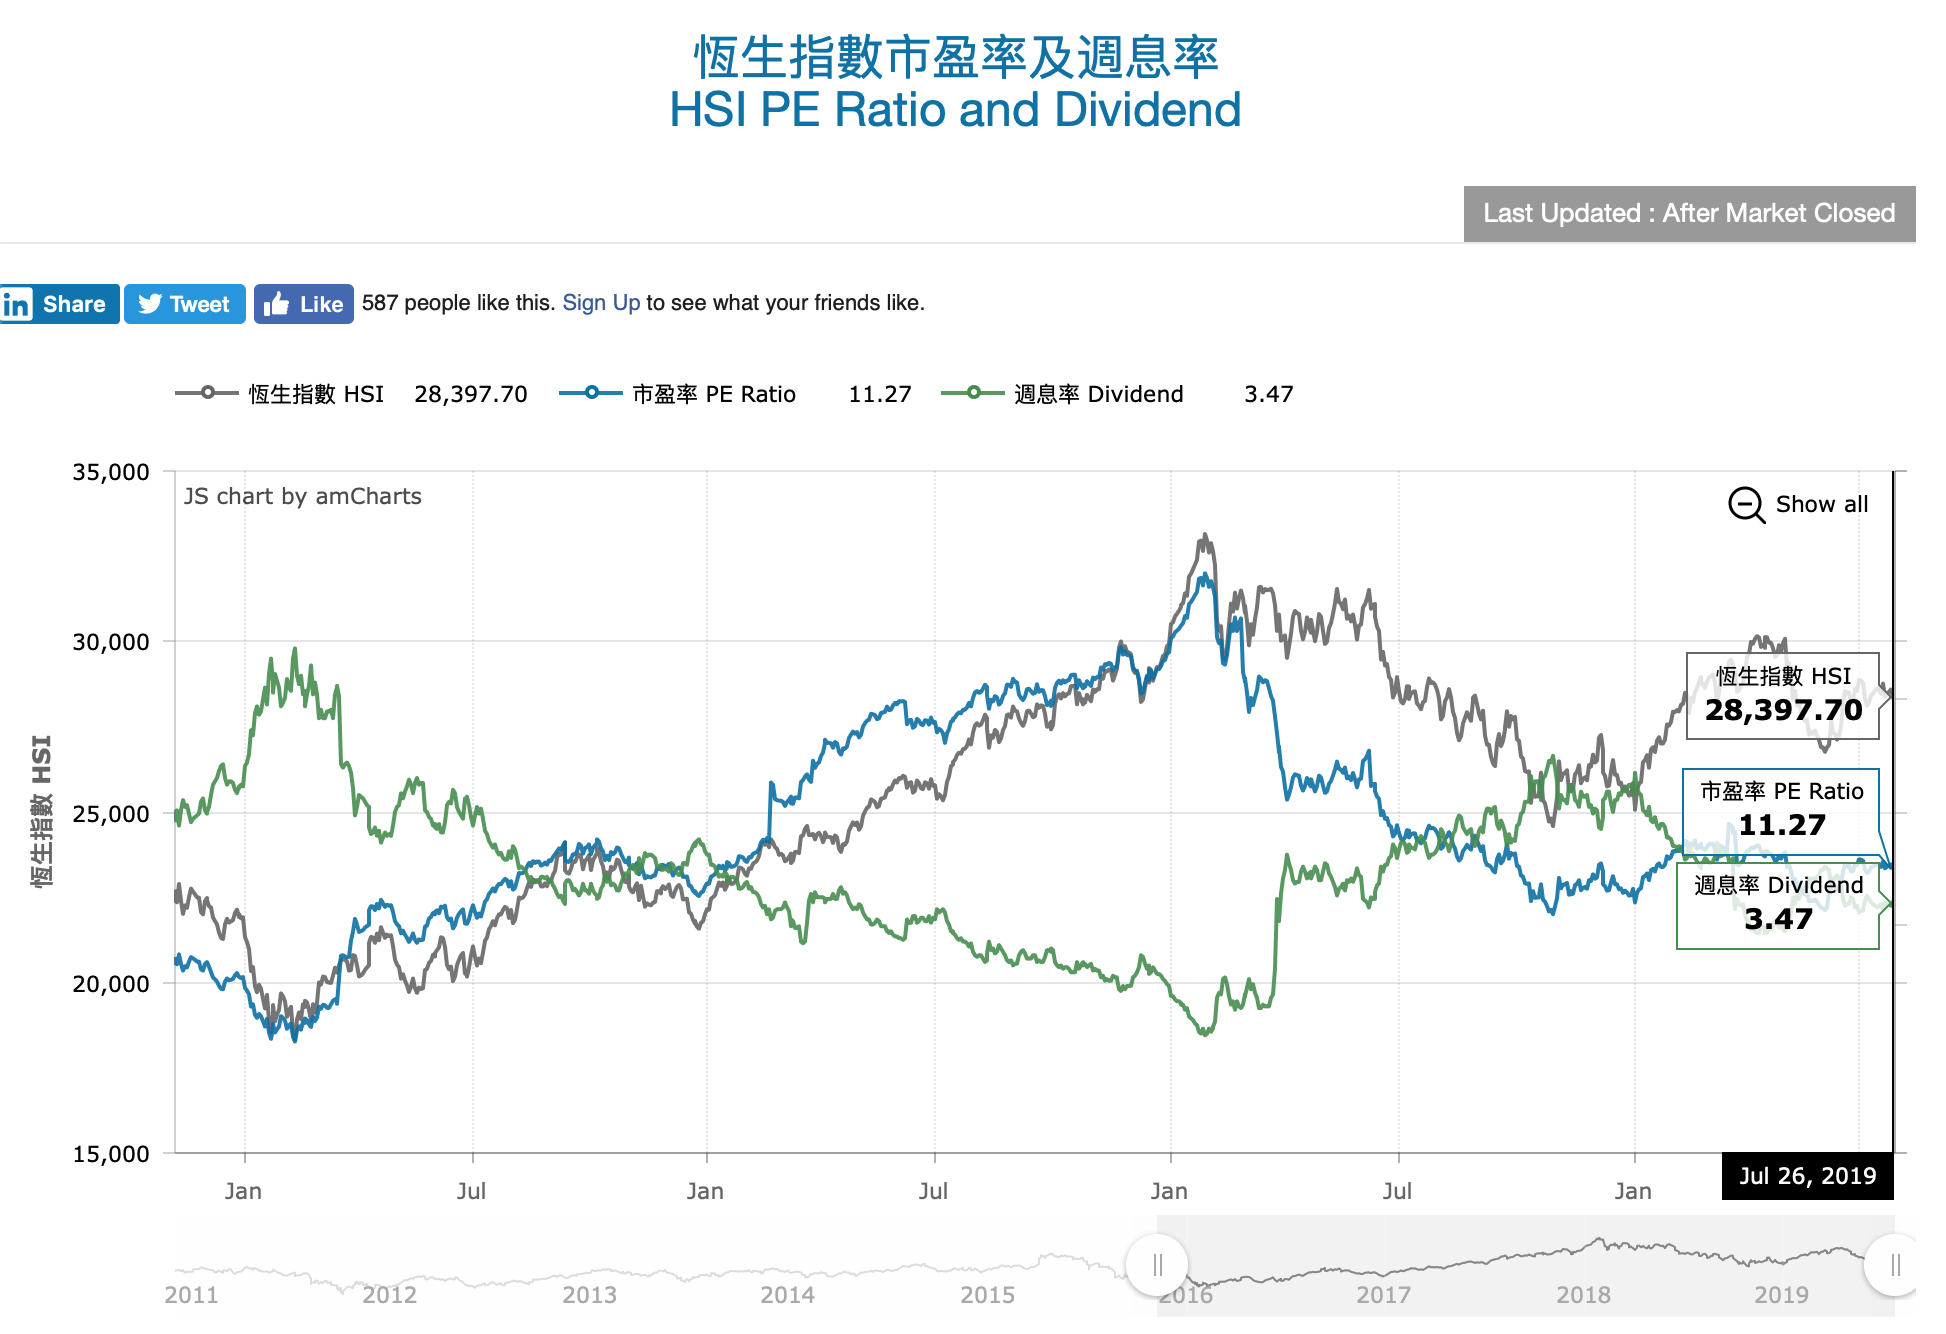 恆生指數市盈率及週息率
HSI PE Ratio and Dividend
Last Updated : After Market Closed
in Share Tweet Like 587 people like this. Sign Up to see what your friends like.
恆生指數 HSI 28,397.70 市盈率 PE Ratio 11.27 週息率 Dividend 3.47
35,000
JS chart by amCharts
Show all
30,000
恆生指數 HSI
28,397.70
恆生指數 HSI
25,000
市盈率 PE Ratio
11.27
週息率 Dividend
3.47
20,000
15,000
Jan Jul Jan Jul Jan Jul Jan
Jul 26, 2019
2011 2012 2013 2014 2015 2016 2017 2018 2019